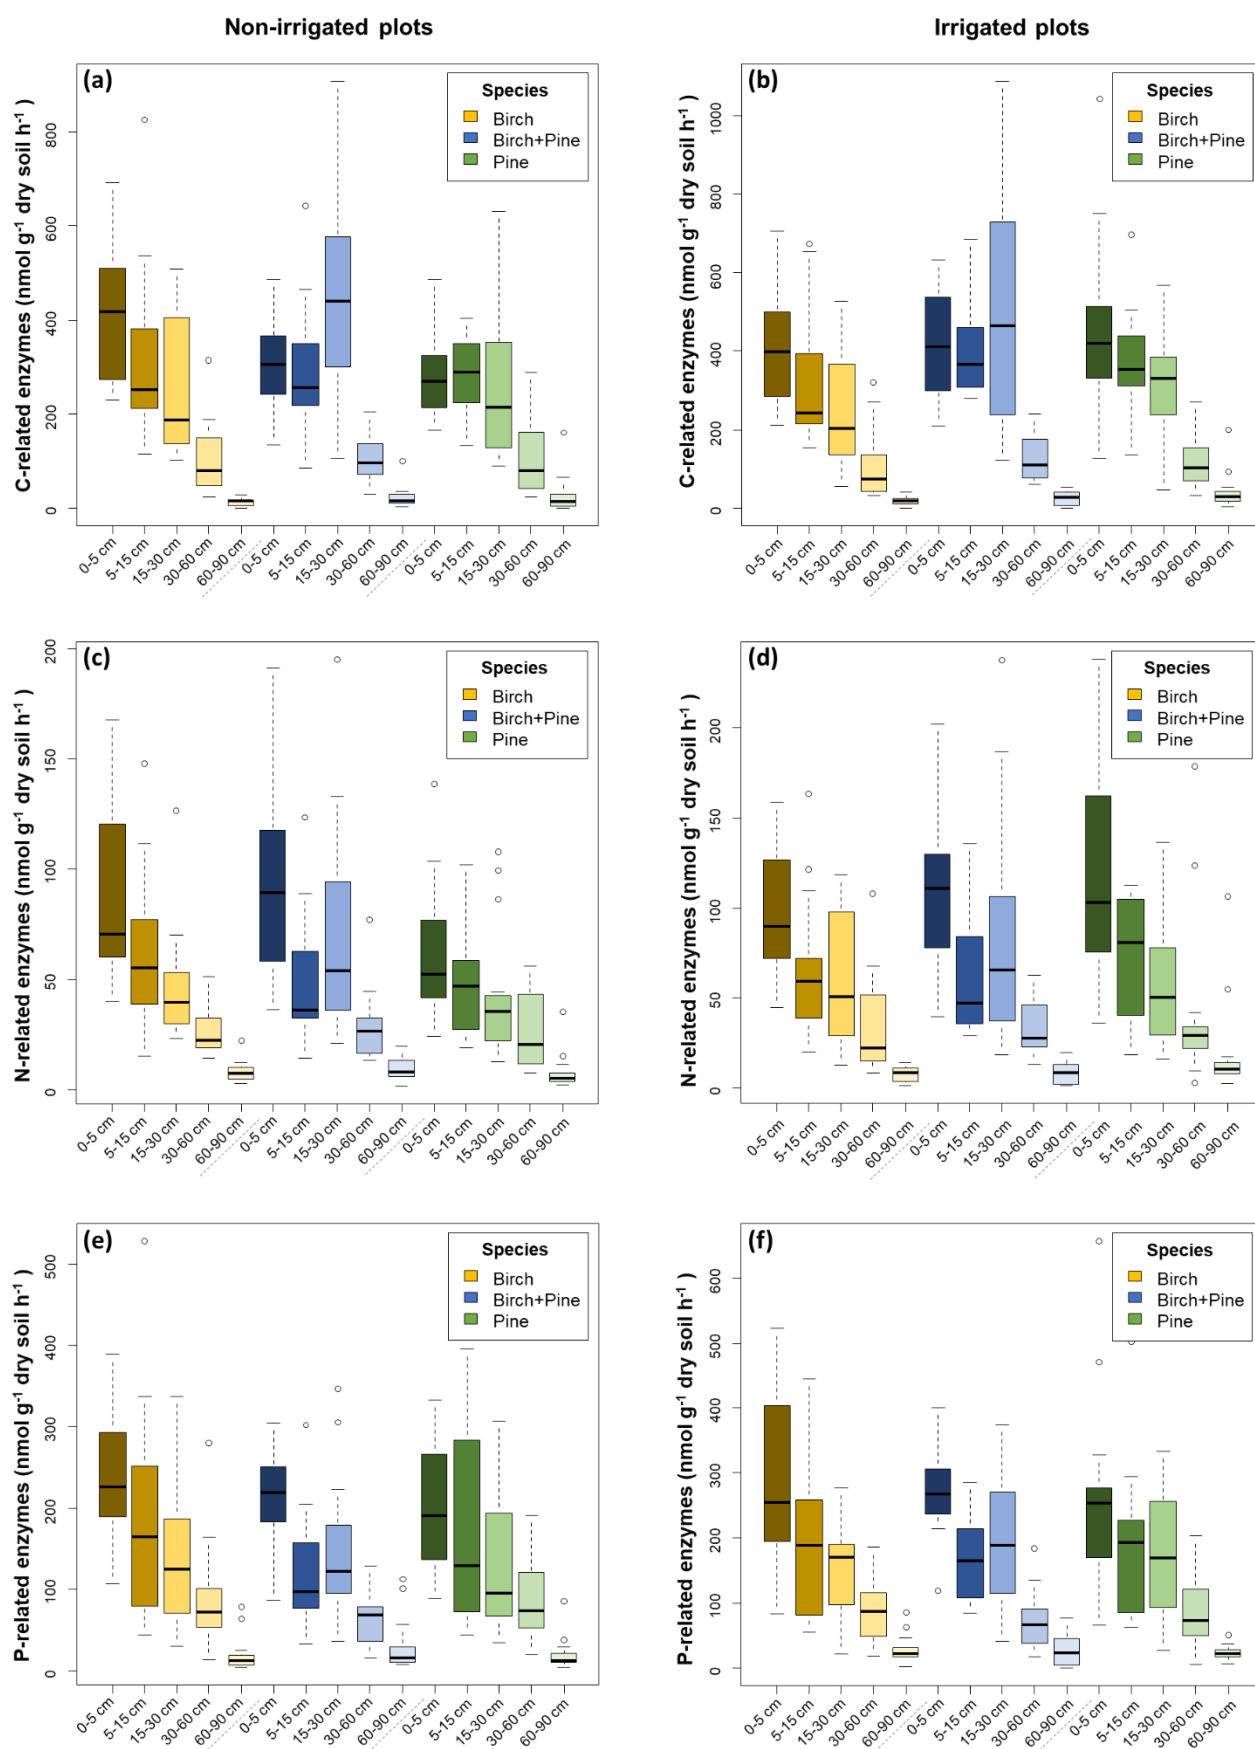 Non-irrigated plots
Irrigated plots
(a)
C-related enzymes (nmol g-1 dry soil h-1 )
0
200
400
600
800
Species
Birch
Birch+Pine
Pine
0-5 cm
5-15 cm
15-30 cm
30-60 cm
60-90 cm
0-5 cm
5-15 cm
15-30 cm
30-60 cm
60-90 cm
0-5 cm
5-15 cm
15-30 cm
30-60 cm
60-90 cm
(b)
C-related enzymes (nmol g-1 dry soil h-1 )
0
200
400
600
800
1000
Species
Birch
Birch+Pine
Pine
0-5 cm
5-15 cm
15-30 cm
30-60 cm
60-90 cm
0-5 cm
5-15 cm
15-30 cm
30-60 cm
60-90 cm
0-5 cm
5-15 cm
15-30 cm
30-60 cm
60-90 cm
(c)
N-related enzymes (nmol g-1 dry soil h-1 )
0
50
100
150
200
Species
Birch
Birch+Pine
Pine
0-5 cm
5-15 cm
15-30 cm
30-60 cm
60-90 cm
0-5 cm
5-15 cm
15-30 cm
30-60 cm
60-90 cm
0-5 cm
5-15 cm
15-30 cm
30-60 cm
60-90 cm
(d)
N-related enzymes (nmol g-1 dry soil h-1 )
0
50
100
150
200
Species
Birch
Birch+Pine
Pine
0-5 cm
5-15 cm
15-30 cm
30-60 cm
60-90 cm
0-5 cm
5-15 cm
15-30 cm
30-60 cm
60-90 cm
0-5 cm
5-15 cm
15-30 cm
30-60 cm
60-90 cm
(e)
P-related enzymes (nmol g-1 dry soil h-1 )
0
100
200
300
400
500
Species
Birch
Birch+Pine
Pine
0-5 cm
5-15 cm
15-30 cm
30-60 cm
60-90 cm
0-5 cm
5-15 cm
15-30 cm
30-60 cm
60-90 cm
0-5 cm
5-15 cm
15-30 cm
30-60 cm
60-90 cm
(f)
P-related enzymes (nmol g-1 dry soil h-1 )
0
100
200
300
400
500
600
Species
Birch
Birch+Pine
Pine
0-5 cm
5-15 cm
15-30 cm
30-60 cm
60-90 cm
0-5 cm
5-15 cm
15-30 cm
30-60 cm
60-90 cm
0-5 cm
5-15 cm
15-30 cm
30-60 cm
60-90 cm